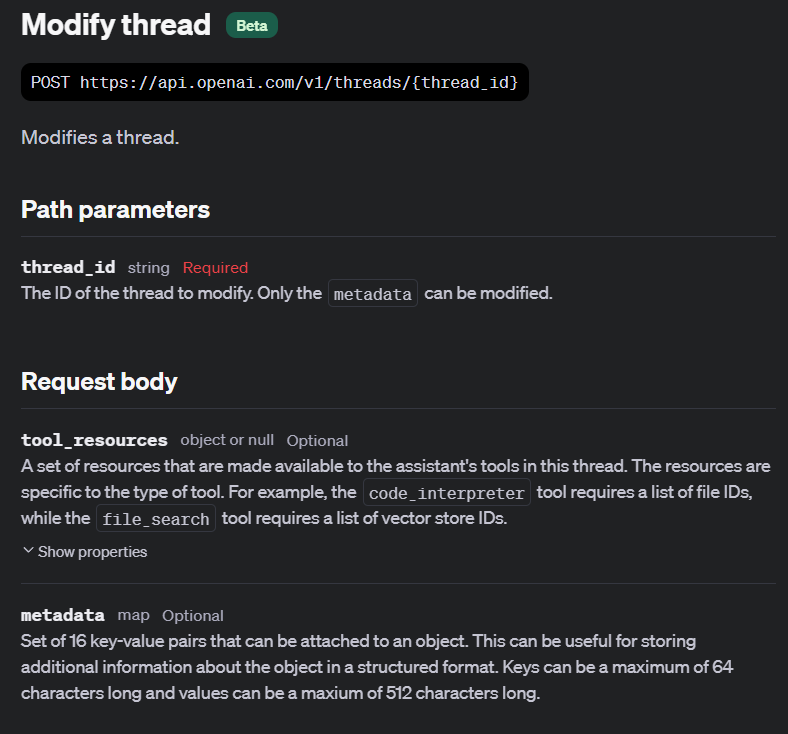 Modify thread Beta
POST https://api.openai.com/v1/threads/{thread_id}
Modifies a thread.
Path parameters
thread_id string Required
The ID of the thread to modify. Only the metadata can be modified.
Request body
tool_resources object or null Optional
A set of resources that are made available to the assistant's tools in this thread. The resources are
specific to the type of tool. For example, the code_interpreter tool requires a list of file IDs,
while the file_search tool requires a list of vector store IDs.
Show properties
metadata map Optional
Set of 16 key-value pairs that can be attached to an object. This can be useful for storing
additional information about the object in a structured format. Keys can be a maximum of 64
characters long and values can be a maxium of 512 characters long.